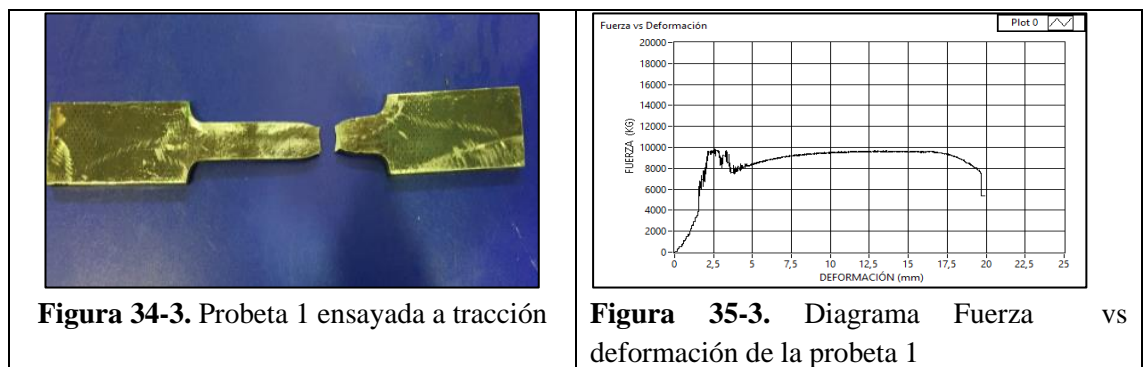 Fuerza vs Deformación
Plot 0
20000
18000
16000
14000
12000
10000
8000
6000
4000
2000
0
FUERZA (KG)
0 2,5 5 7,5 10 12,5 15 17,5 20 22,5 25
DEFORMACIÓN (mm)
Figura 34-3. Probeta 1 ensayada a tracción
Figura 35-3. Diagrama Fuerza vs
deformación de la probeta 1